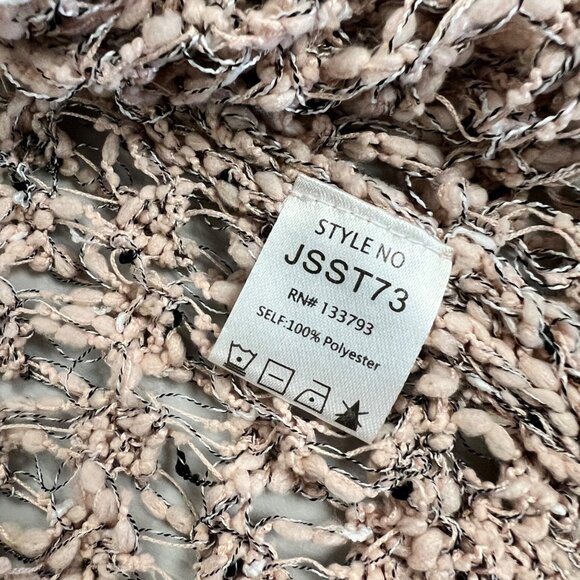 STYLE NO
JSST73
RN# 133793
SELF:100% Polyester